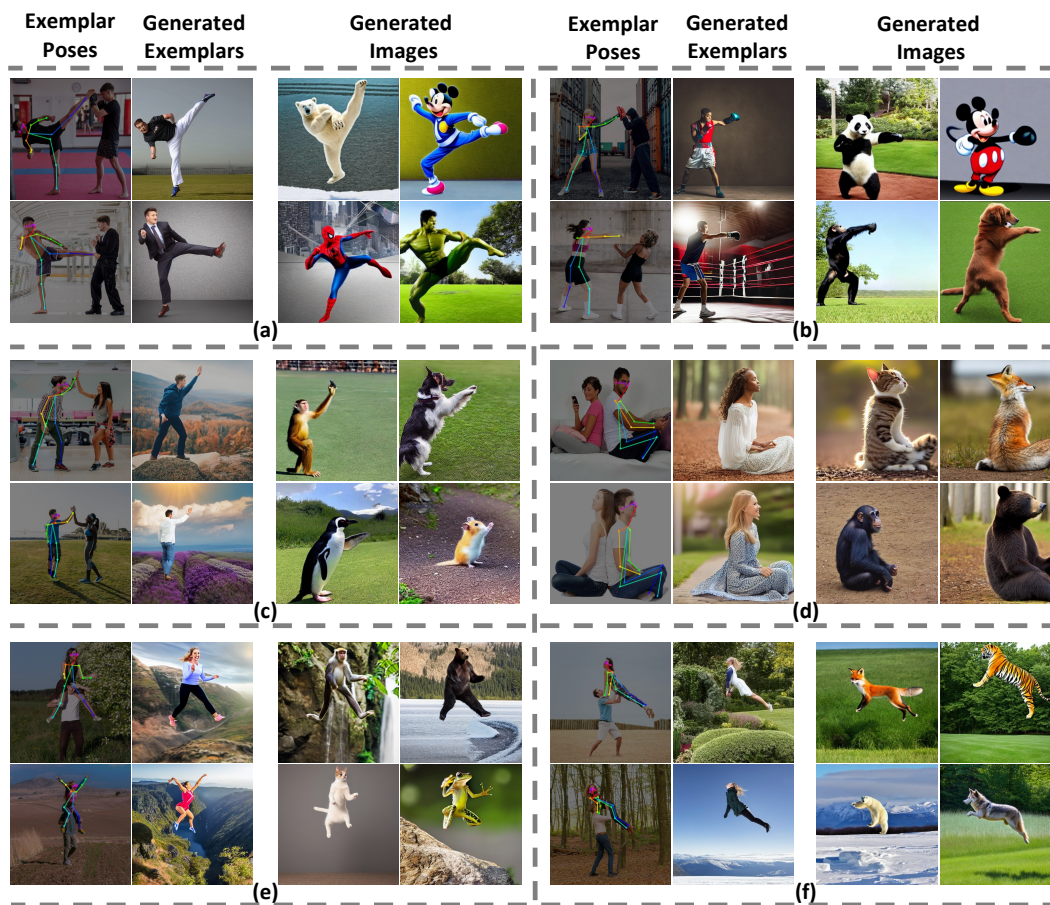 Exemplar Poses
Generated Exemplars
Generated Images
Exemplar Poses
Generated Exemplars
Generated Images
(a)
(b)
(c)
(d)
(e)
(f)